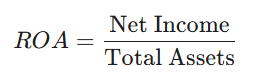 ROA = Net Income / Total Assets